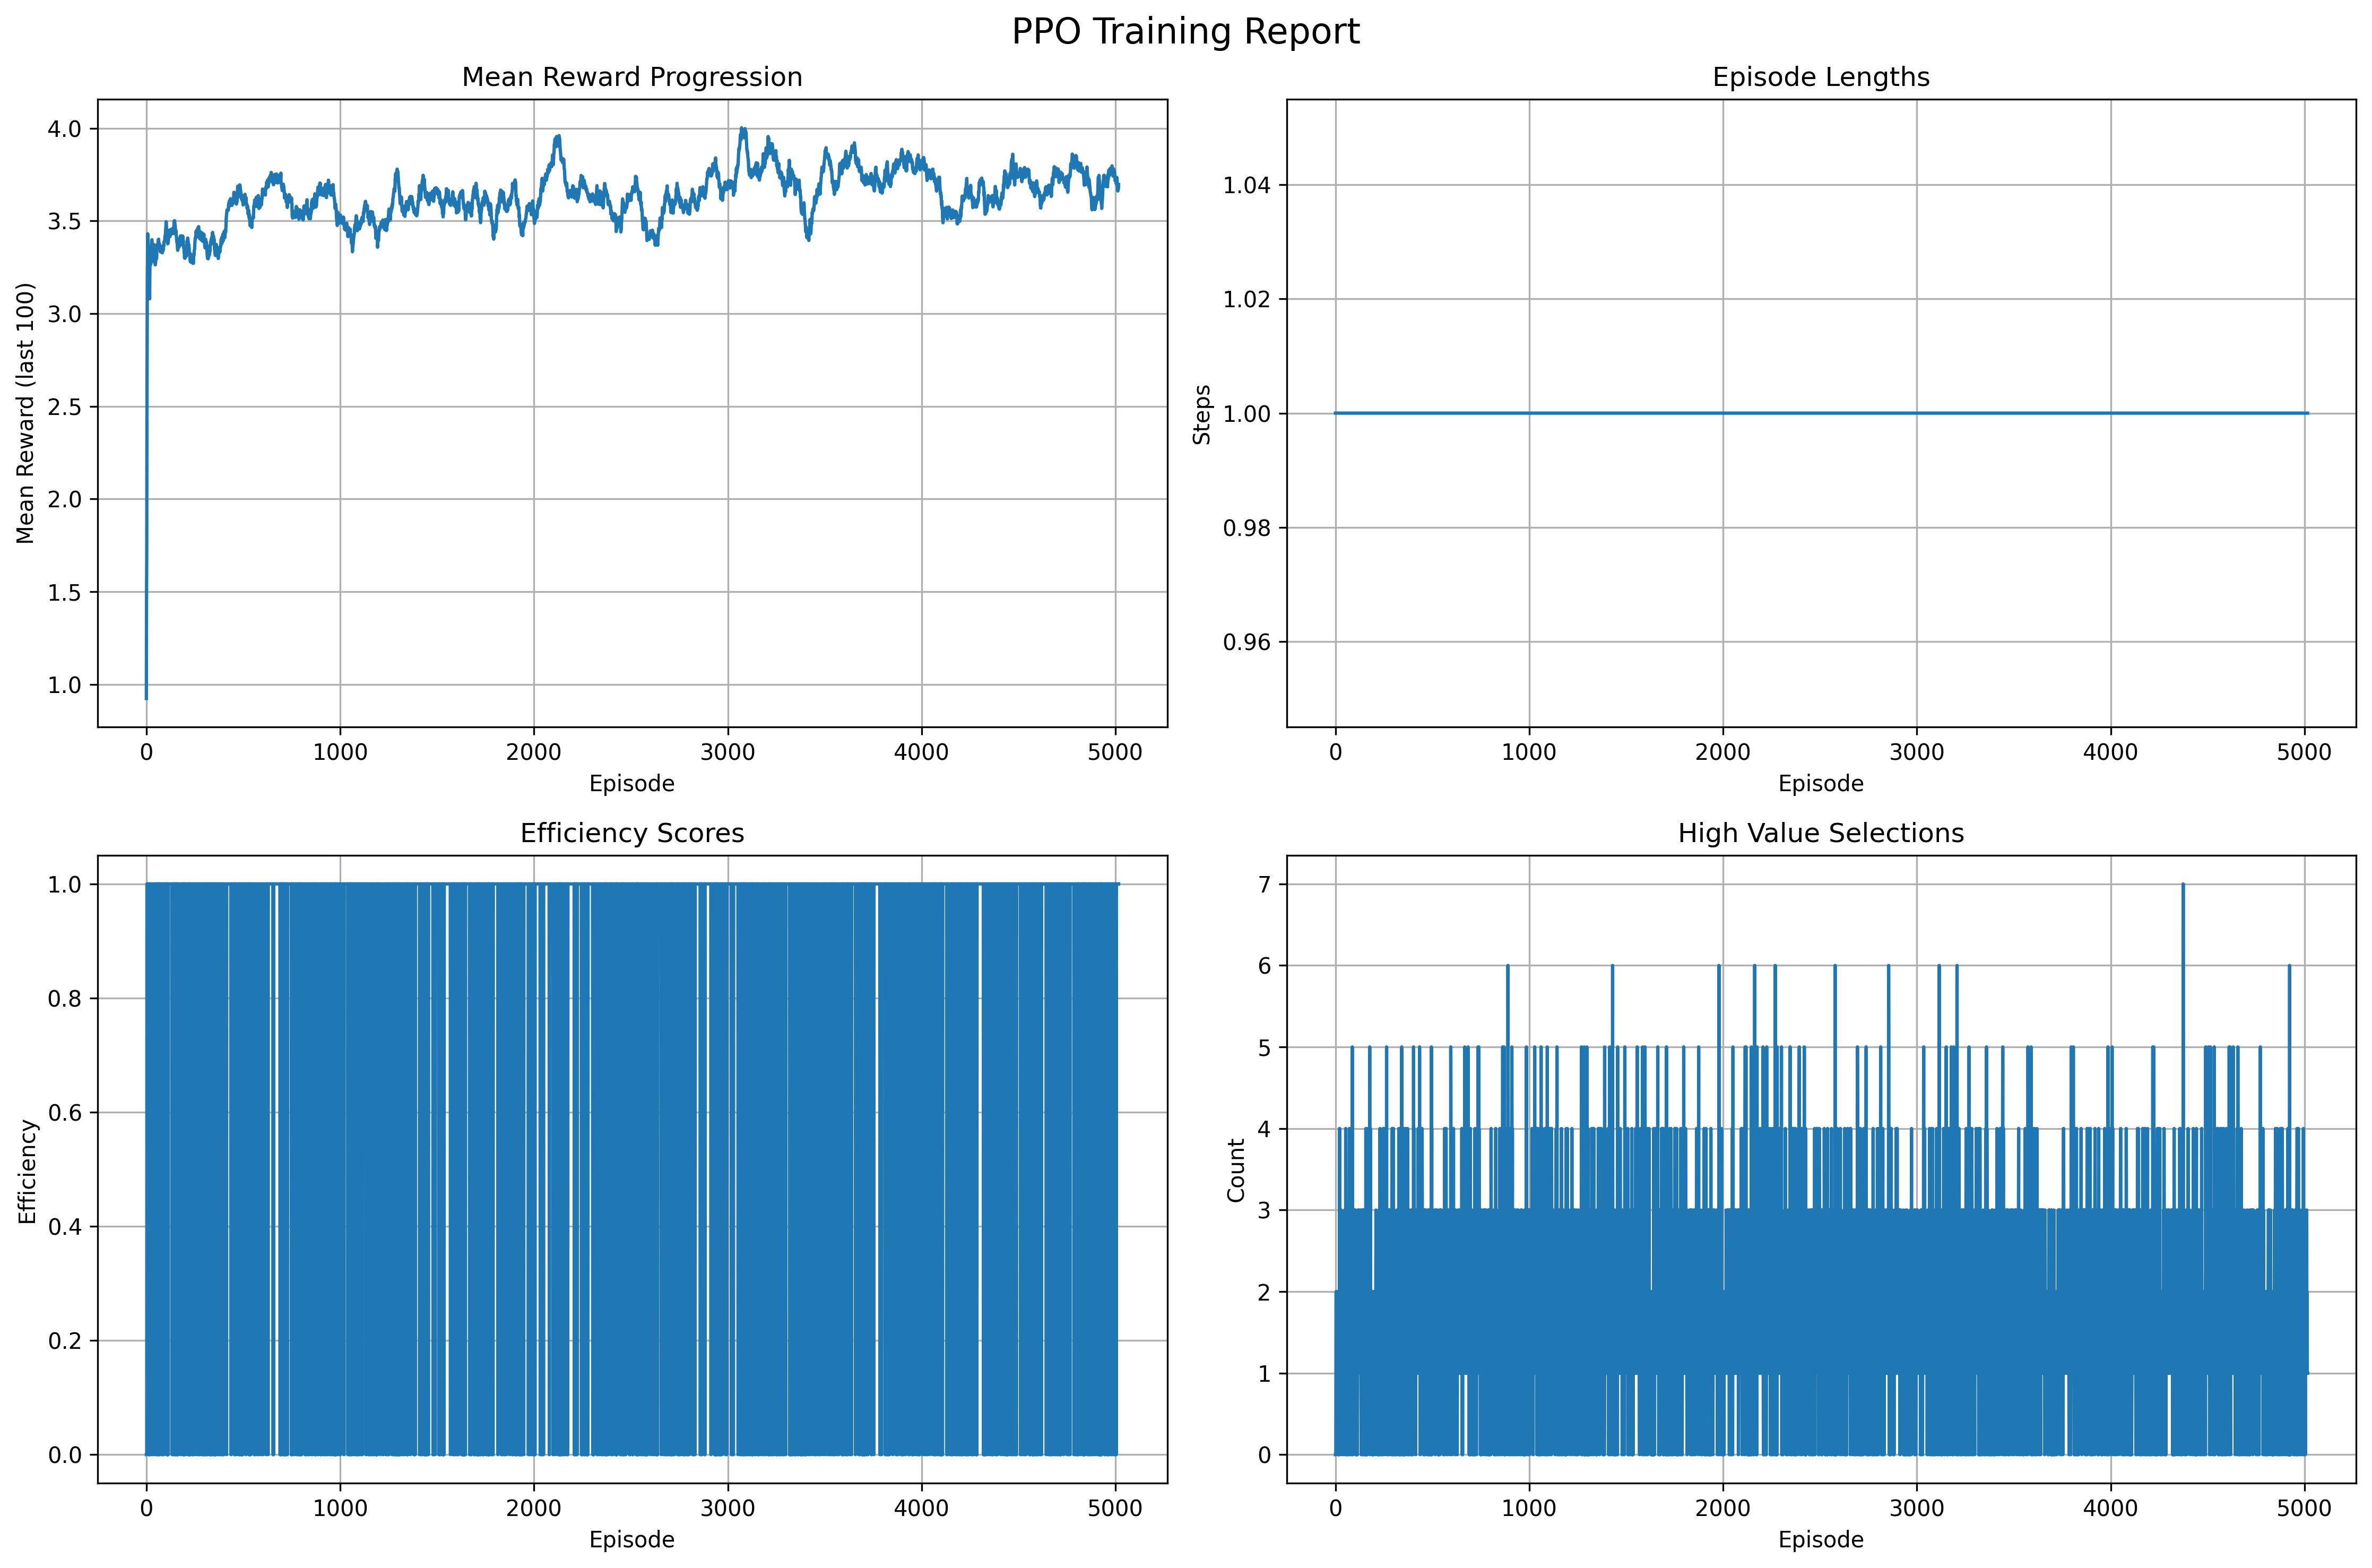 PPO Training Report
Mean Reward Progression
Mean Reward (last 100)
4.0
3.5
3.0
2.5
2.0
1.5
1.0
0 1000 2000 3000 4000 5000
Episode
Episode Lengths
Steps
1.04
1.02
1.00
0.98
0.96
0 1000 2000 3000 4000 5000
Episode
Efficiency Scores
Efficiency
1.0
0.8
0.6
0.4
0.2
0.0
0 1000 2000 3000 4000 5000
Episode
High Value Selections
Count
7
6
5
4
3
2
1
0
0 1000 2000 3000 4000 5000
Episode